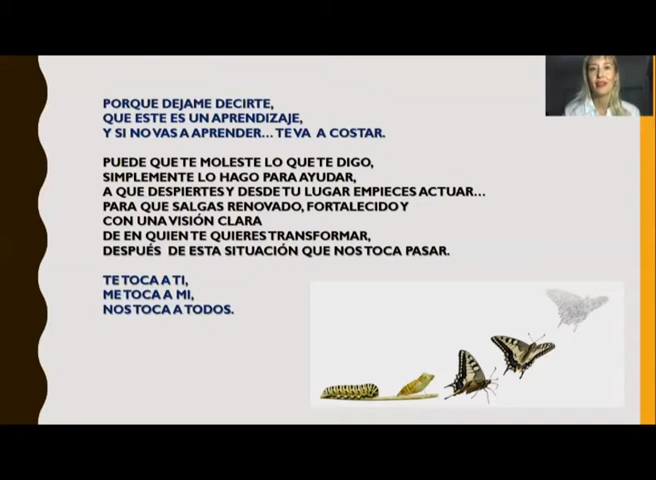 PORQUE DEJAME DECIRTE,
QUE ESTE ES UN APRENDIZAJE,
Y SI NO VAS A APRENDER... TE VA A COSTAR.
PUEDE QUE TE MOLESTE LO QUE TE DIGO,
SIMPLEMENTE LO HAGO PARA AYUDAR,
A QUE DESPIERTES Y DESDE TU LUGAR EMPIECES ACTUAR...
PARA QUE SALGAS RENOVADO, FORTALECIDO Y
CON UNA VISIÓN CLARA
DE EN QUIEN TE QUIERES TRANSFORMAR,
DESPUÉS DE ESTA SITUACIÓN QUE NOS TOCA PASAR.
TE TOCA A TI,
ME TOCA A MI,
NOS TOCA A TODOS.